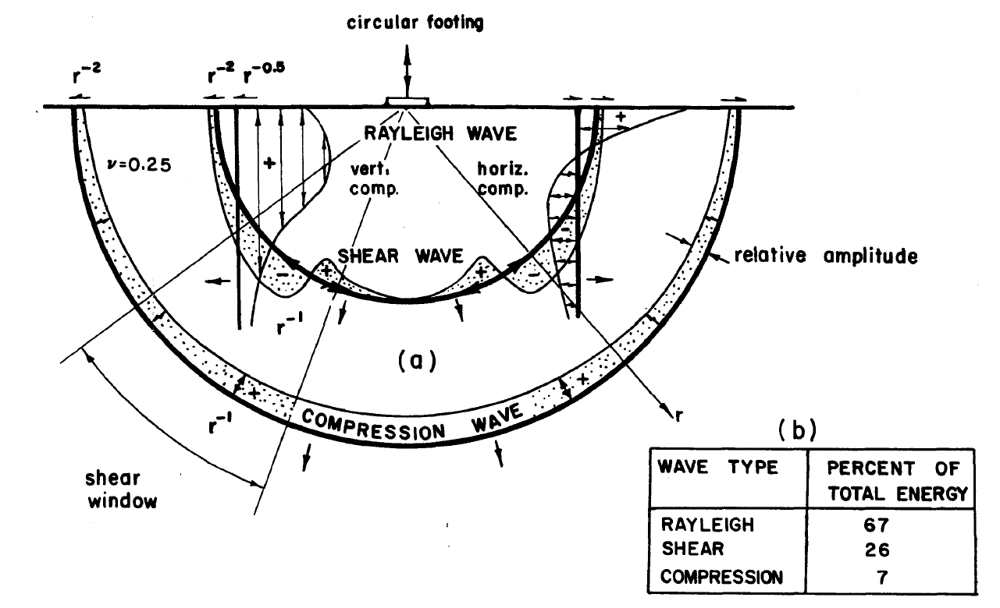 circular footing
r⁻² r⁻² r⁻⁰·⁵
+
RAYLEIGH WAVE
ν=0.25
+
vert. comp.
horiz. comp.
-
SHEAR WAVE
relative amplitude
- + + -
r⁻¹
(a)
+ +
COMPRESSION WAVE
r⁻¹
r
shear
window
(b)
WAVE TYPE PERCENT OF
TOTAL ENERGY
RAYLEIGH 67
SHEAR 26
COMPRESSION 7